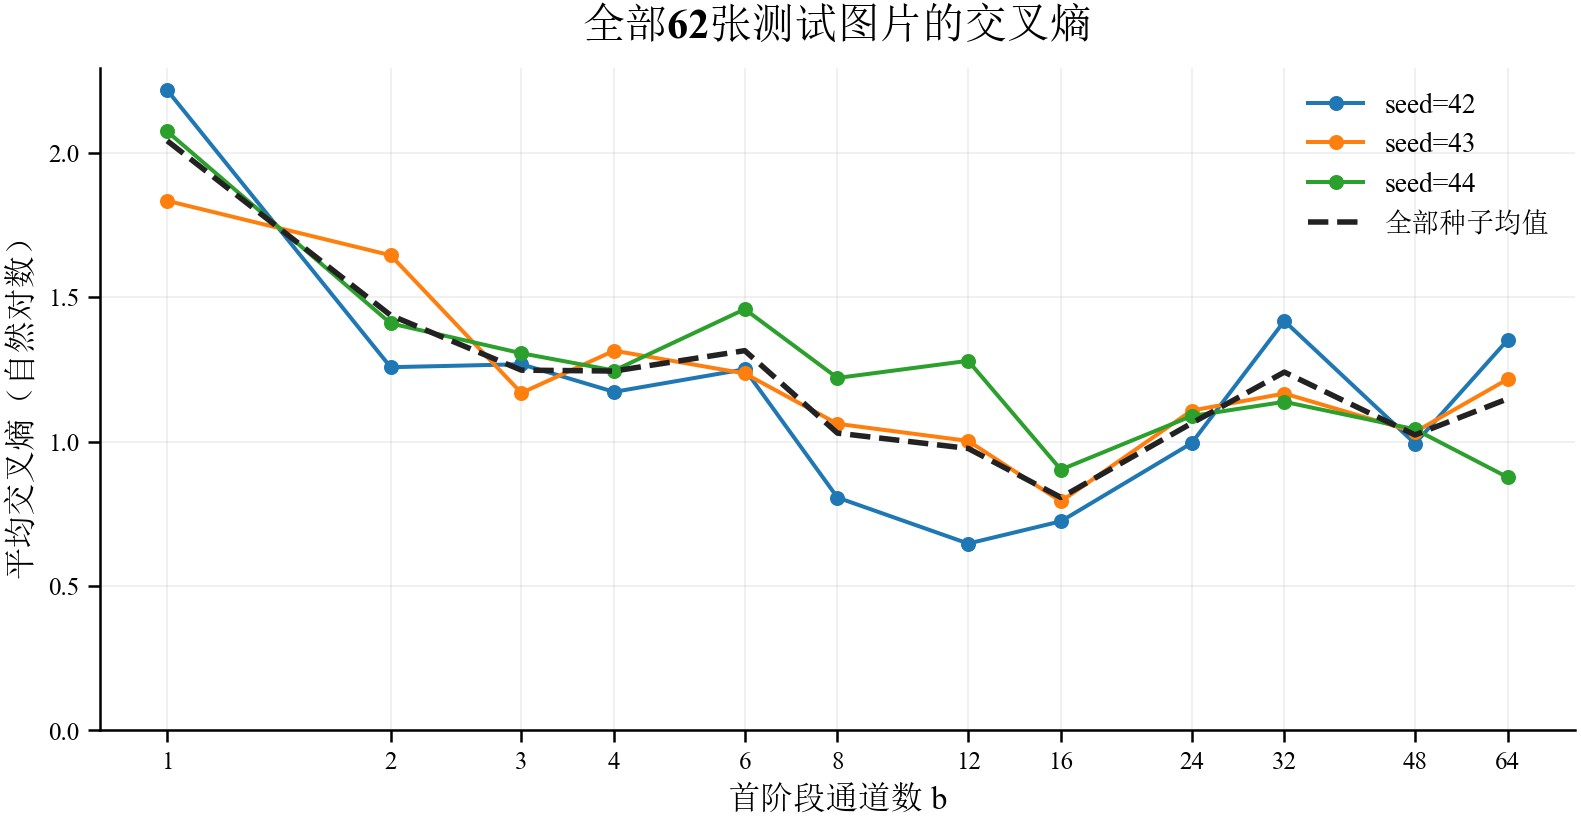 全部62张测试图片的交叉熵
seed=42
seed=43
seed=44
全部种子均值
平均交叉熵（自然对数）
2.0
1.5
1.0
0.5
0.0
1 2 3 4 6 8 12 16 24 32 48 64
首阶段通道数 b